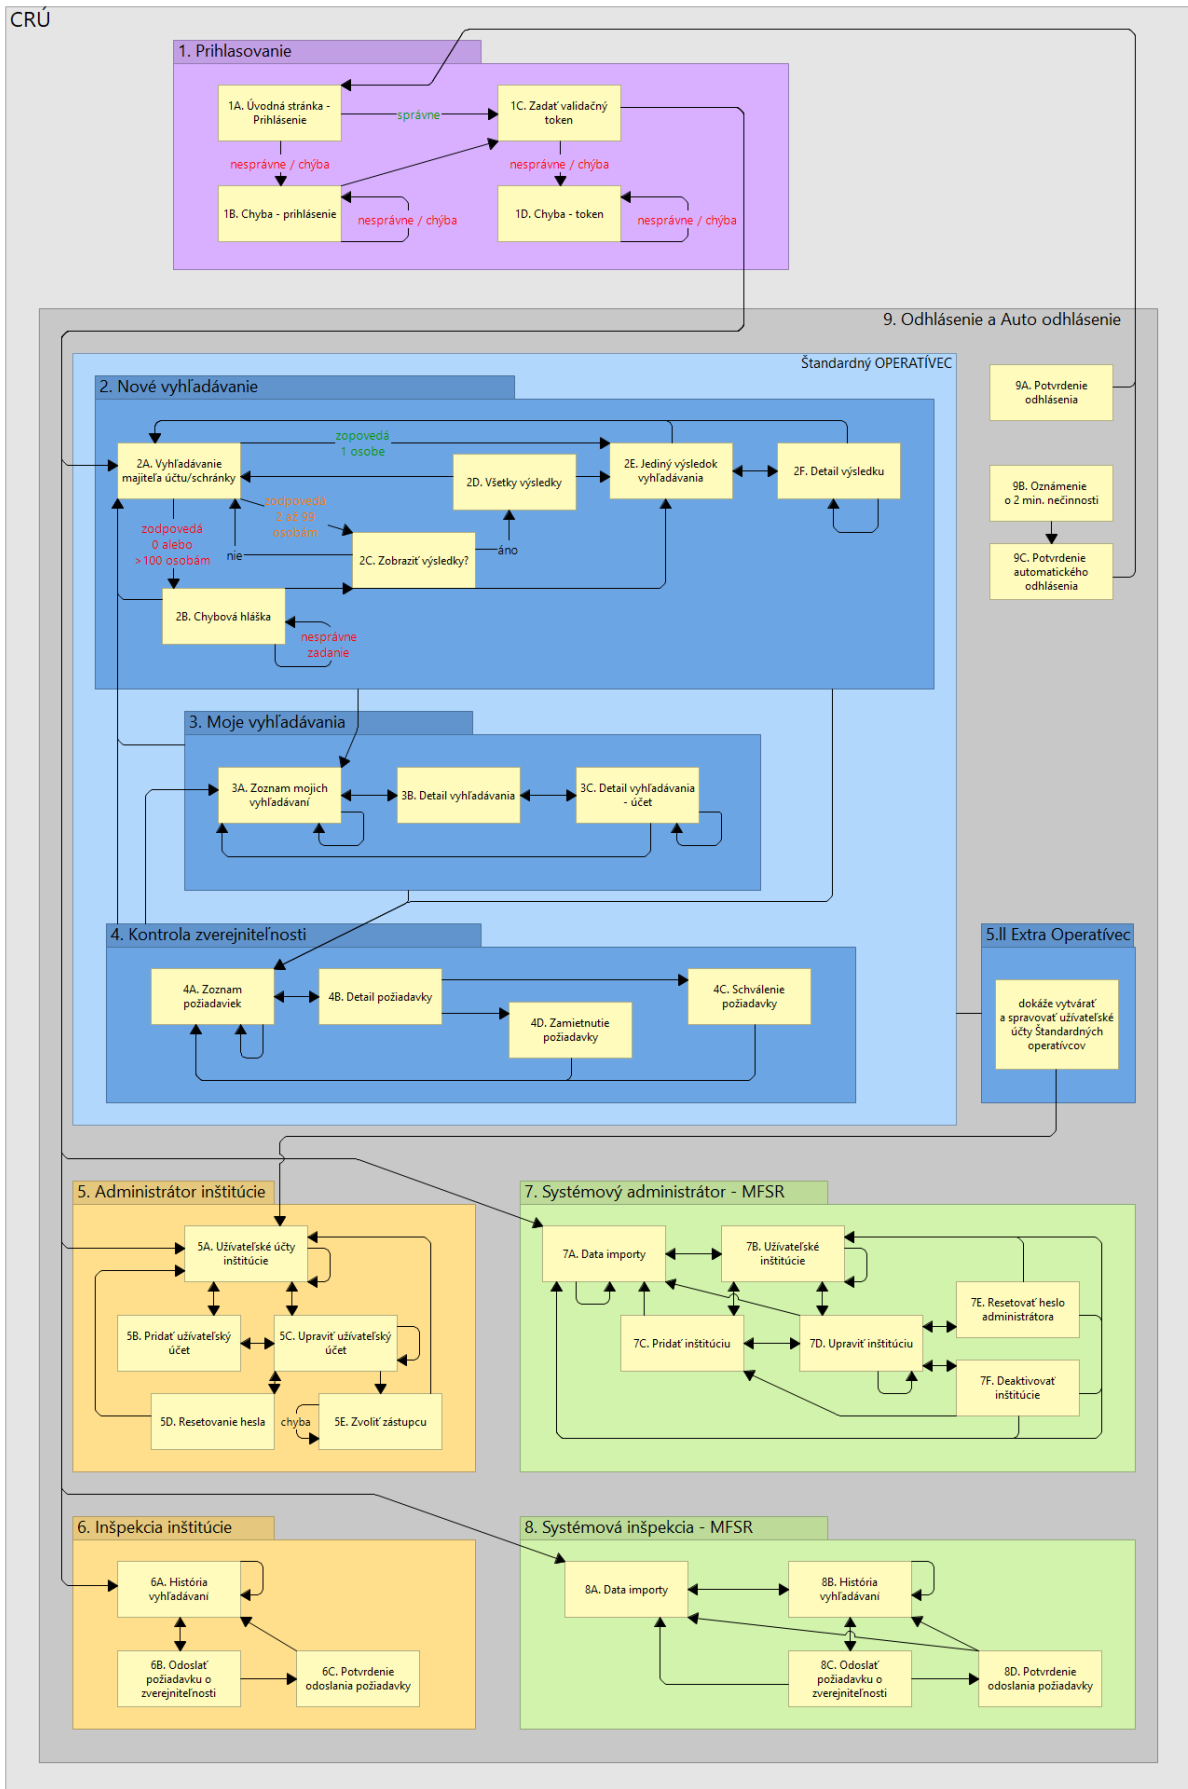 CRÚ
1. Prihlasovanie
1A. Úvodná stránka -
Prihlásenie
správne
1C. Zadať validačný
token
nesprávne / chýba
nesprávne / chýba
1B. Chyba - prihlásenie
nesprávne / chýba
1D. Chyba - token
nesprávne / chýba
9. Odhlásenie a Auto odhlásenie
Štandardný OPERATÍVEC
2. Nové vyhľadávanie
9A. Potvrdenie
odhlásenia
zopovedá
1 osobe
2A. Vyhľadávanie
majiteľa účtu/schránky
2D. Všetky výsledky
2E. Jediný výsledok
vyhľadávania
2F. Detail výsledku
9B. Oznámenie
o 2 min. nečinnosti
zodpovedá
2 až 99
osobám
zodpovedá
0 alebo
>100 osobám
nie
2C. Zobraziť výsledky?
áno
9C. Potvrdenie
automatického
odhlásenia
2B. Chybová hláška
nesprávne
zadanie
3. Moje vyhľadávania
3A. Zoznam mojich
vyhľadávaní
3B. Detail vyhľadávania
3C. Detail vyhľadávania
- účet
4. Kontrola zverejniteľnosti
5.ll Extra Operatívec
4A. Zoznam
požiadaviek
4B. Detail požiadavky
4C. Schválenie
požiadavky
4D. Zamietnutie
požiadavky
dokáže vytvárať
a spravovať užívateľské
účty Štandardných
operatívcov
5. Administrátor inštitúcie
7. Systémový administrátor - MFSR
5A. Užívateľské účty
inštitúcie
7A. Data importy
7B. Užívateľské
inštitúcie
5B. Pridať užívateľský
účet
5C. Upraviť užívateľský
účet
7C. Pridať inštitúciu
7D. Upraviť inštitúciu
7E. Resetovať heslo
administrátora
7F. Deaktivovať
inštitúcie
5D. Resetovanie hesla
chyba
5E. Zvoliť zástupcu
6. Inšpekcia inštitúcie
8. Systémová inšpekcia - MFSR
6A. História
vyhľadávaní
8A. Data importy
8B. História
vyhľadávaní
6B. Odoslať
požiadavku o
zverejniteľnosti
6C. Potvrdenie
odoslania požiadavky
8C. Odoslať
požiadavku o
zverejniteľnosti
8D. Potvrdenie
odoslania požiadavky